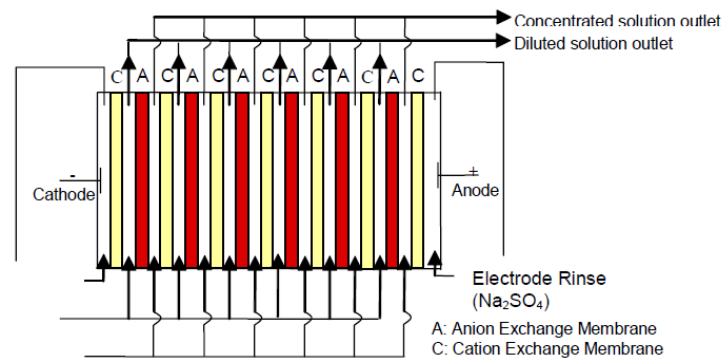 Concentrated solution outlet
Diluted solution outlet
C A C A C A C A C A C A C
-
Cathode
+
Anode
Electrode Rinse
(Na₂SO₄)
A: Anion Exchange Membrane
C: Cation Exchange Membrane